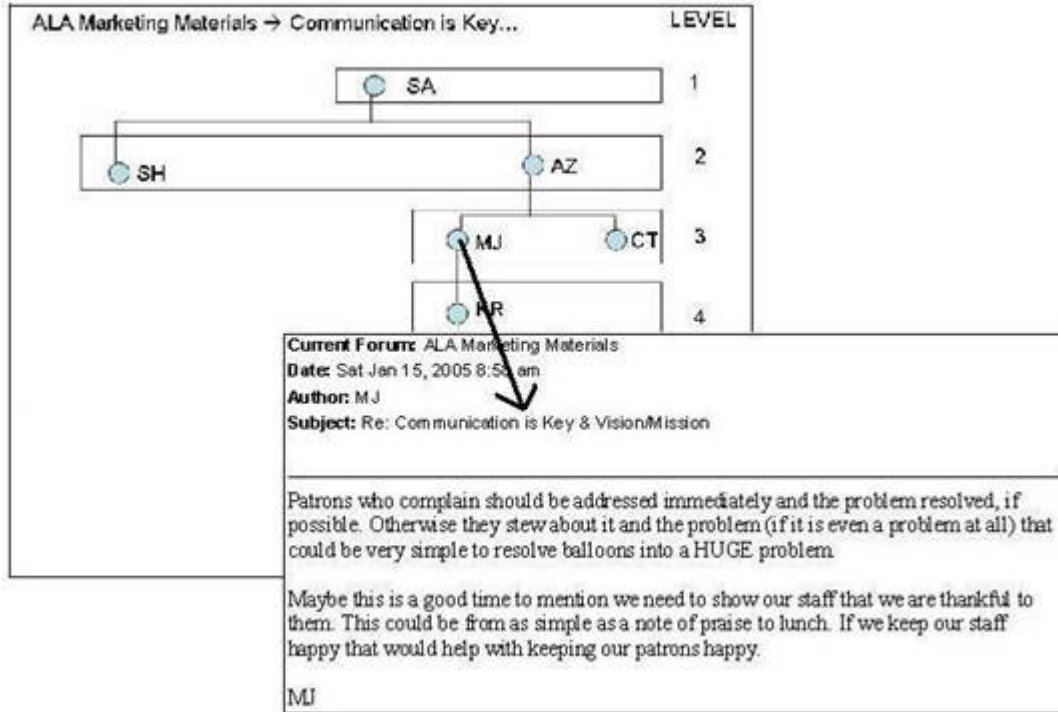 ALA Marketing Materials → Communication is Key... LEVEL
SA 1
SH AZ 2
MJ CT 3
KR 4
Current Forum: ALA Marketing Materials
Date: Sat Jan 15, 2005 8:58 am
Author: MJ
Subject: Re: Communication is Key & Vision/Mission
Patrons who complain should be addressed immediately and the problem resolved, if
possible. Otherwise they stew about it and the problem (if it is even a problem at all) that
could be very simple to resolve balloons into a HUGE problem
Maybe this is a good time to mention we need to show our staff that we are thankful to
them. This could be from as simple as a note of praise to lunch. If we keep our staff
happy that would help with keeping our patrons happy.
MJ